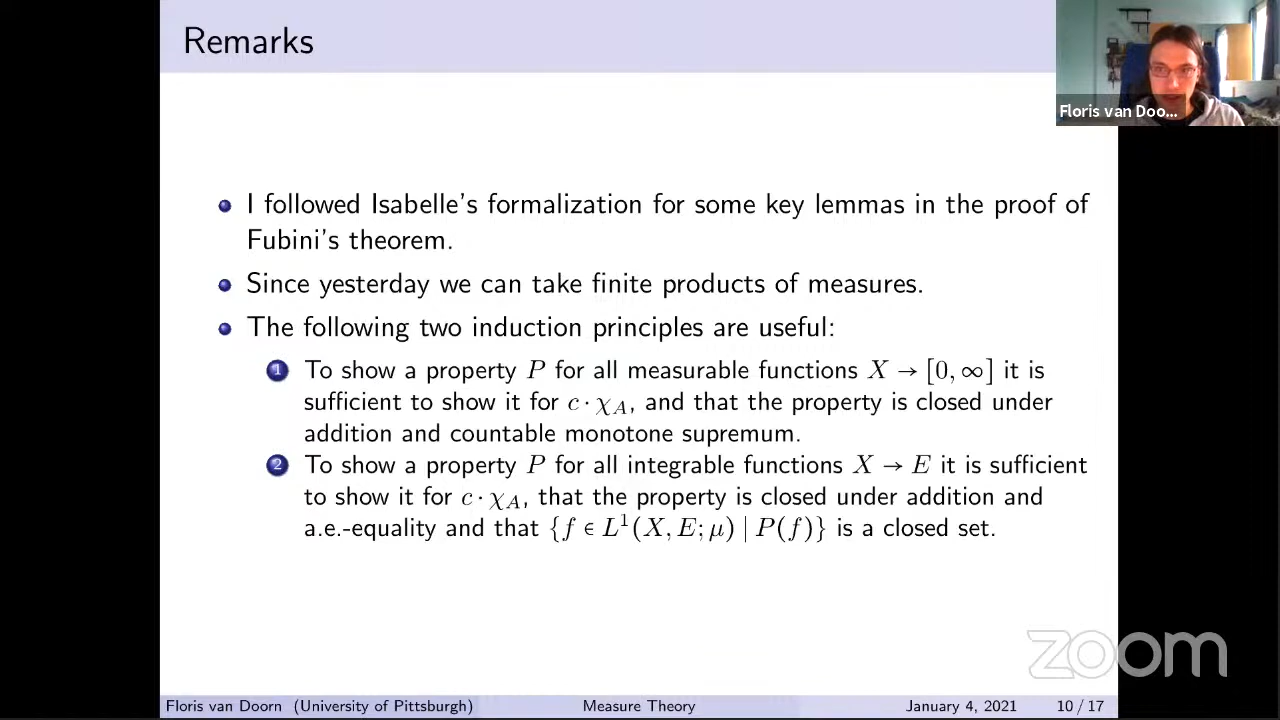 Remarks
Floris van Doo...
I followed Isabelle's formalization for some key lemmas in the proof of
Fubini's theorem.
Since yesterday we can take finite products of measures.
The following two induction principles are useful:
1 To show a property P for all measurable functions X → [0, ∞] it is
sufficient to show it for c · χ_A, and that the property is closed under
addition and countable monotone supremum.
2 To show a property P for all integrable functions X → E it is sufficient
to show it for c · χ_A, that the property is closed under addition and
a.e.-equality and that {f ∈ L¹(X, E; μ) | P(f)} is a closed set.
zoom
Floris van Doorn (University of Pittsburgh) Measure Theory January 4, 2021 10 / 17